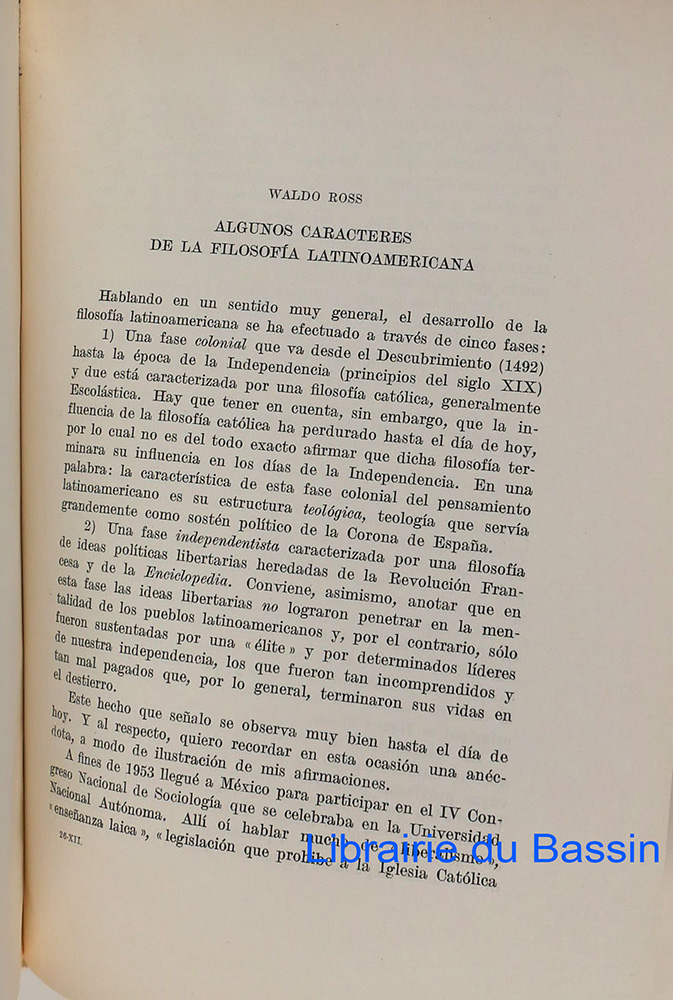 WALDO ROSS
ALGUNOS CARACTERES
DE LA FILOSOFÍA LATINOAMERICANA
Hablando en un sentido muy general, el desarrollo de la
filosofía latinoamericana se ha efectuado a través de cinco fases:
1) Una fase colonial que va desde el Descubrimiento (1492)
hasta la época de la Independencia (principios del siglo XIX)
y due está caracterizada por una filosofía católica, generalmente
Escolástica. Hay que tener en cuenta, sin embargo, que la in-
fluencia de la filosofía católica ha perdurado hasta el día de hoy,
por lo cual no es del todo exacto afirmar que dicha filosofía ter-
minara su influencia en los días de la Independencia. En una
palabra: la característica de esta fase colonial del pensamiento
latinoamericano es su estructura teológica, teología que servía
grandemente como sostén político de la Corona de España.
2) Una fase independentista caracterizada por una filosofía
de ideas políticas libertarias heredadas de la Revolución Fran-
cesa y de la Enciclopedia. Conviene, asimismo, anotar que en
esta fase las ideas libertarias no lograron penetrar en la men-
talidad de los pueblos latinoamericanos y, por el contrario, sólo
fueron sustentadas por una « élite » y por determinados líderes
de nuestra independencia, los que fueron tan incomprendidos y
tan mal pagados que, por lo general, terminaron sus vidas en
el destierro.
Este hecho que señalo se observa muy bien hasta el día de
hoy. Y al respecto, quiero recordar en esta ocasión una anéc-
dota, a modo de ilustración de mis afirmaciones.
A fines de 1953 llegué a México para participar en el IV Con-
greso Nacional de Sociología que se celebraba en la Universidad
Nacional Autónoma. Allí oí hablar mucho de « liberalismo »,
« enseñanza laica », « legislación que prohíbe a la Iglesia Católica
26-XII.
Librairie du Bassin